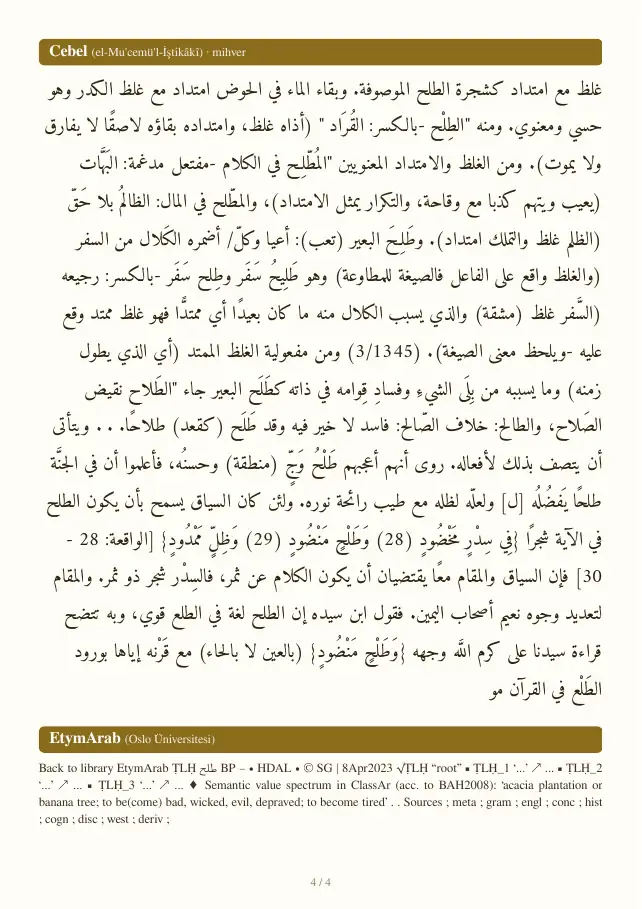 Cebel (el-Mu'cemü'l-İştikâkî) · mihver
غلظ مع امتداد كشجرة الطلح الموصوفة. وبقاء الماء في الحوض امتداد مع غلظ الكدر وهو
حسي ومعنوي. ومنه "الطِلْح -بالكسر: القُرَاد " (أذاه غلظ، وامتداده بقاؤه لاصقًا لا يفارق
ولا يموت). ومن الغلظ والامتداد المعنويين "المُطَّلِح في الكلام -مفتعل مدغمة: البَهَّات
(يعيب ويتهم كذبا مع وقاحة، والتكرار يمثل الامتداد)، والمطّلح في المال: الظالمُ بلا حَقّ
(الظلم غلظ والتملك امتداد). وطَلِحَ البعير (تعب): أعيا وكلّ/ أضمره الكَلال من السفر
(والغلظ واقع على الفاعل فالصيغة للمطاوعة) وهو طَلِيحُ سَفَر وطِلح سَفَر -بالكسر: رجيعه
(السَّفر غلظ (مشقة) والذي يسبب الكلال منه ما كان بعيدًا أي ممتدًّا فهو غلظ ممتد وقع
عليه -ويلحظ معنى الصيغة). (3/1345) ومن مفعولية الغلظ الممتد (أي الذي يطول
زمنه) وما يسببه من بِلَى الشيءِ وفسادِ قِوامه في ذاته كطَلَح البعير جاء "الطَلاح نقيض
الصَلاح، والطالح: خلاف الصّالح: فاسد لا خير فيه وقد طَلَح (كقعد) طلاحًا. . . ويتأتى
أن يتصف بذلك لأفعاله. روى أنهم أعجبهم طَلْحُ وَجّ (منطقة) وحسنُه، فأعلموا أن في الجنَّة
طلحًا يَفضُلُه [ل] ولعلّه لظله مع طيب رائحة نوره. ولئن كان السياق يسمح بأن يكون الطلح
في الآية شجرًا {فِي سِدْرٍ مَخْضُودٍ (28) وَطَلْحٍ مَنْضُودٍ (29) وَظِلٍّ مَمْدُودٍ} [الواقعة: 28 -
30] فإن السياق والمقام معًا يقتضيان أن يكون الكلام عن ثمر، فالسِدْر شجر ذو ثمر. والمقام
لتعديد وجوه نعيم أصحاب اليمين. فقول ابن سيده إن الطلح لغة في الطلع قوي، وبه تتضح
قراءة سيدنا على كرم اللَّه وجهه {وَطَلْحٍ مَنْضُودٍ} (بالعين لا بالحاء) مع قَرْنه إياها بورود
الطَلْع في القرآن مو
EtymArab (Oslo Üniversitesi)
Back to library EtymArab ṬLḤ طلح BP – • HDAL • © SG | 8Apr2023 √ṬLḤ “root” ▪ ṬLḤ_1 ‘...’ ↗ ... ▪ ṬLḤ_2
‘...’ ↗ ... ▪ ṬLḤ_3 ‘...’ ↗ ... ♦ Semantic value spectrum in ClassAr (acc. to BAH2008): ‘acacia plantation or
banana tree; to be(come) bad, wicked, evil, depraved; to become tired’ . . Sources ; meta ; gram ; engl ; conc ; hist
; cogn ; disc ; west ; deriv ;
4 / 4